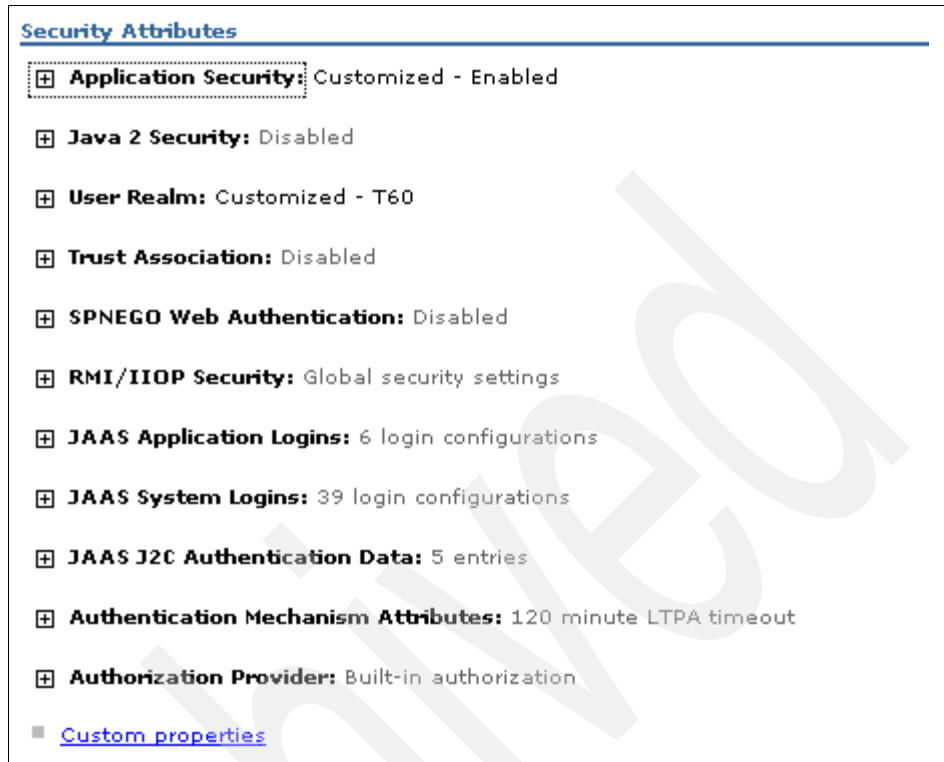 Security Attributes
Application Security: Customized - Enabled
Java 2 Security: Disabled
User Realm: Customized - T60
Trust Association: Disabled
SPNEGO Web Authentication: Disabled
RMI/IIOP Security: Global security settings
JAAS Application Logins: 6 login configurations
JAAS System Logins: 39 login configurations
JAAS J2C Authentication Data: 5 entries
Authentication Mechanism Attributes: 120 minute LTPA timeout
Authorization Provider: Built-in authorization
Custom properties